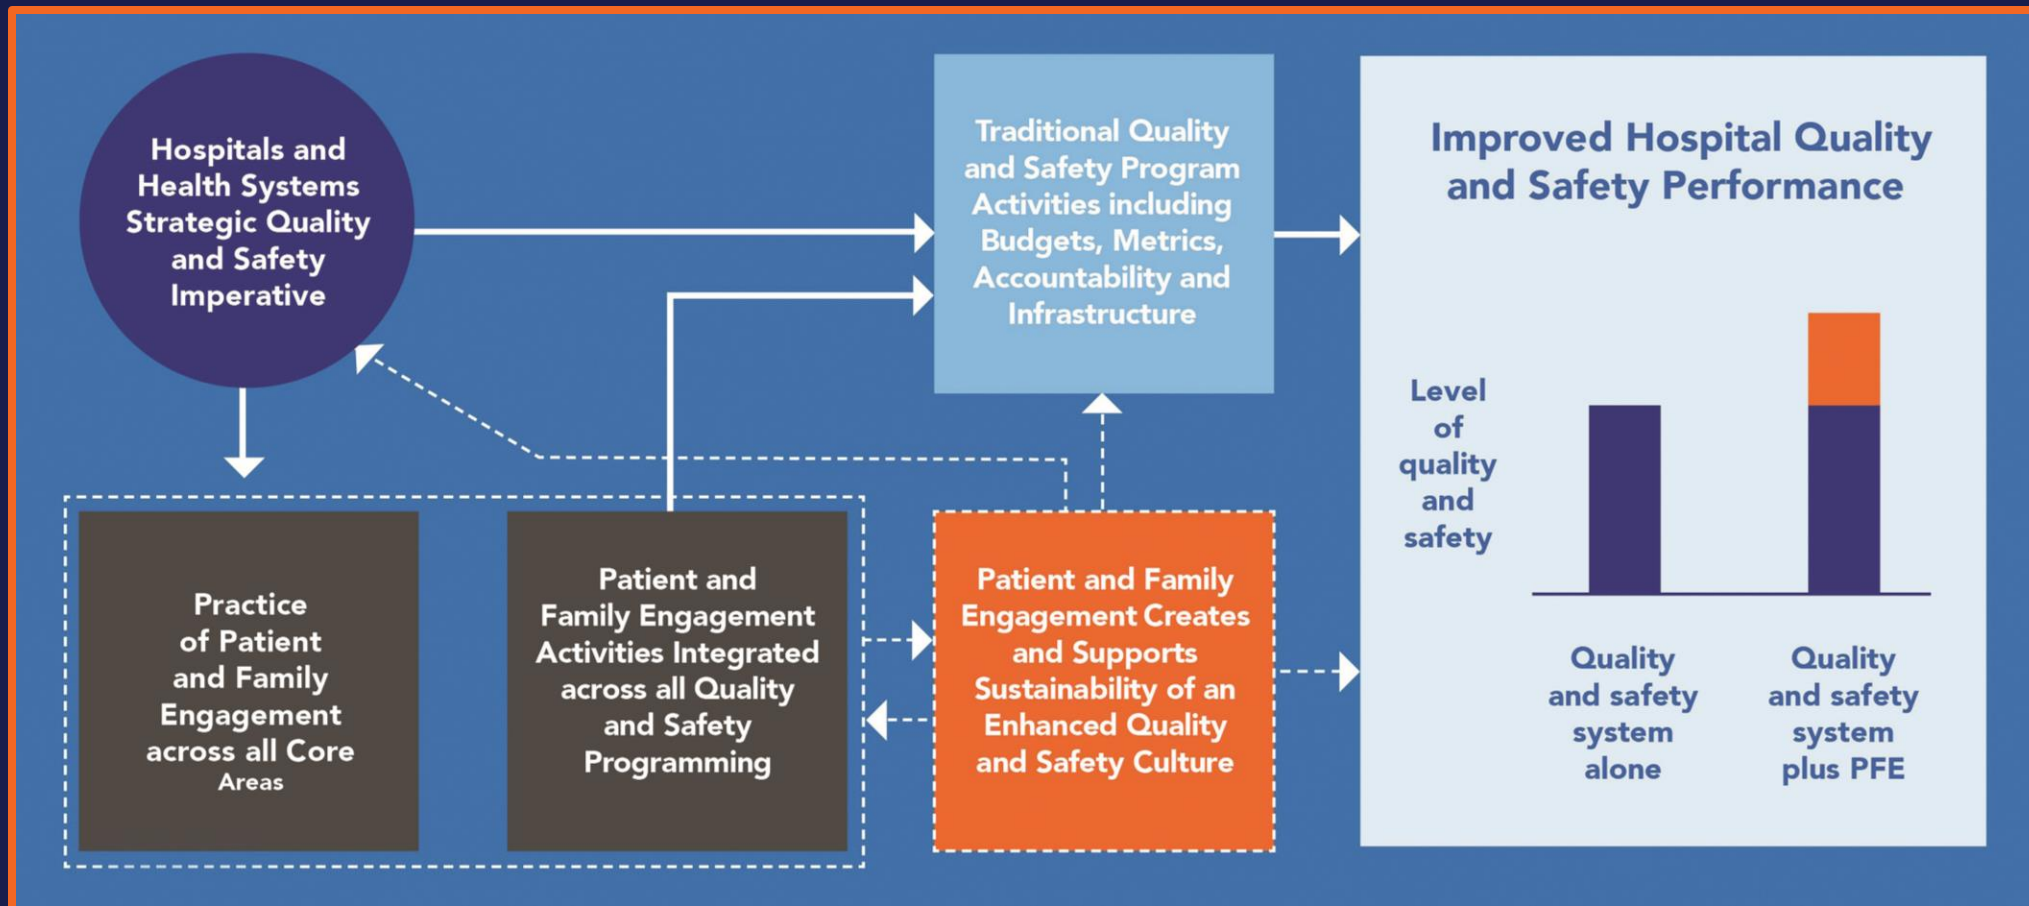 Hospitals and
Health Systems
Strategic Quality
and Safety
Imperative
Traditional Quality
and Safety Program
Activities including
Budgets, Metrics,
Accountability and
Infrastructure
Improved Hospital Quality
and Safety Performance
Level
of
quality
and
safety
Quality
and safety
system
alone
Quality
and safety
system
plus PFE
Practice
of Patient
and Family
Engagement
across all Core
Areas
Patient and
Family Engagement
Activities Integrated
across all Quality
and Safety
Programming
Patient and Family
Engagement Creates
and Supports
Sustainability of an
Enhanced Quality
and Safety Culture